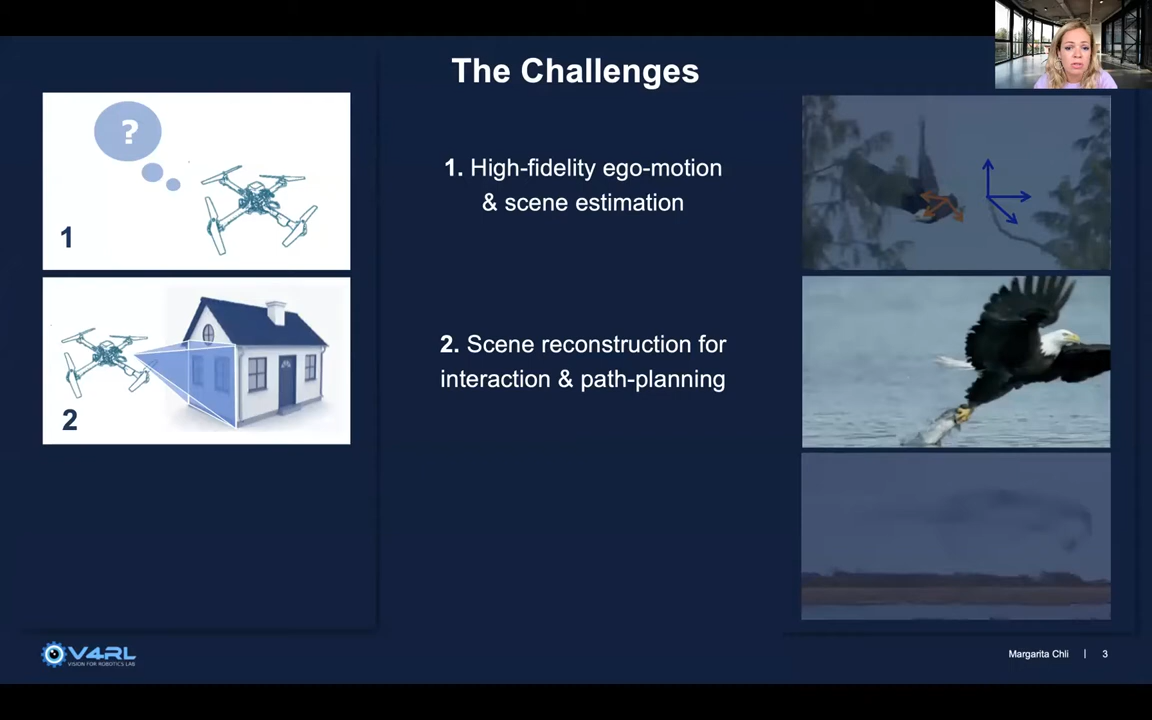 The Challenges
?
1
1. High-fidelity ego-motion
& scene estimation
2
2. Scene reconstruction for
interaction & path-planning
V4RL
VISION FOR ROBOTICS LAB
Margarita Chli | 3